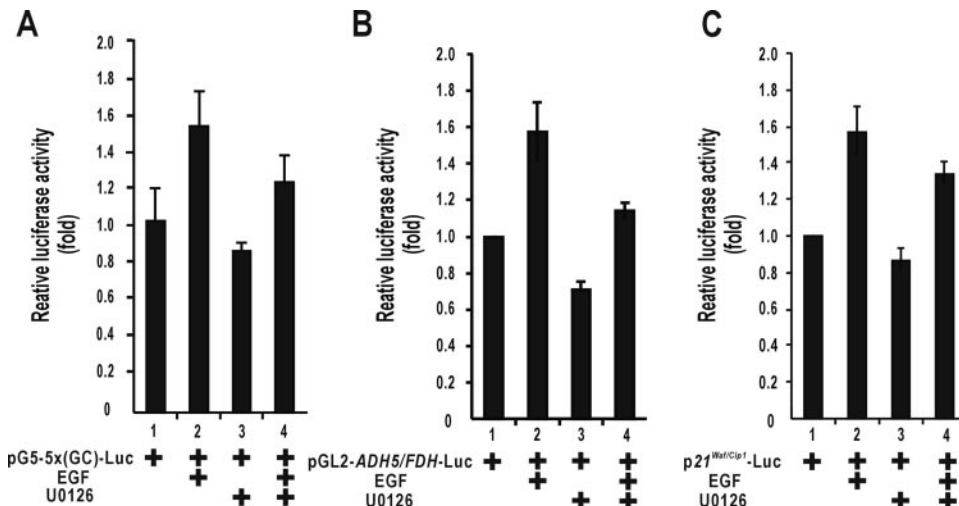 A
Reative luciferase activity
(fold)
2.0
1.8
1.6
1.4
1.2
1.0
0.8
0.6
0.4
0.2
0
1 2 3 4
pG5-5x(GC)-Luc + + + +
EGF + +
U0126 + +
B
Reative luciferase activity
(fold)
2.0
1.8
1.6
1.4
1.2
1.0
0.8
0.6
0.4
0.2
0
1 2 3 4
pGL2-ADH5/FDH-Luc + + + +
EGF + +
U0126 + +
C
Reative luciferase activity
(fold)
2.0
1.8
1.6
1.4
1.2
1.0
0.8
0.6
0.4
0.2
0
1 2 3 4
p21Waf/Cip1-Luc + + + +
EGF + +
U0126 + +